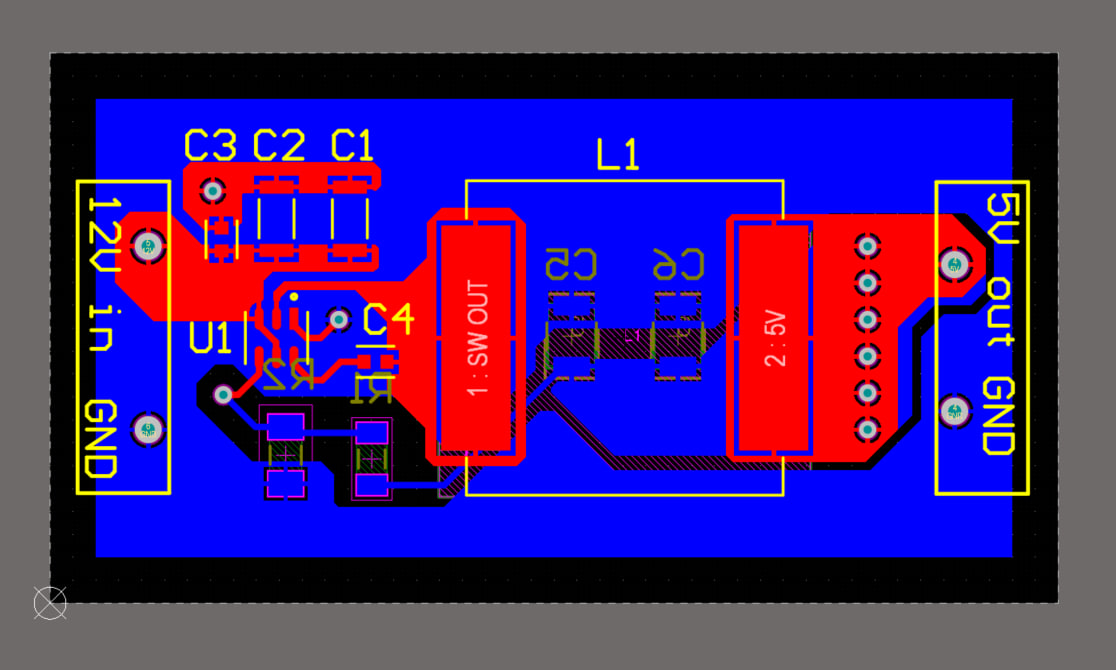 C3 C2 C1
L1
12V in
GND
5V out
GND
C5
C6
U1
C4
R2
R1
1 : SW OUT
2 : 5V